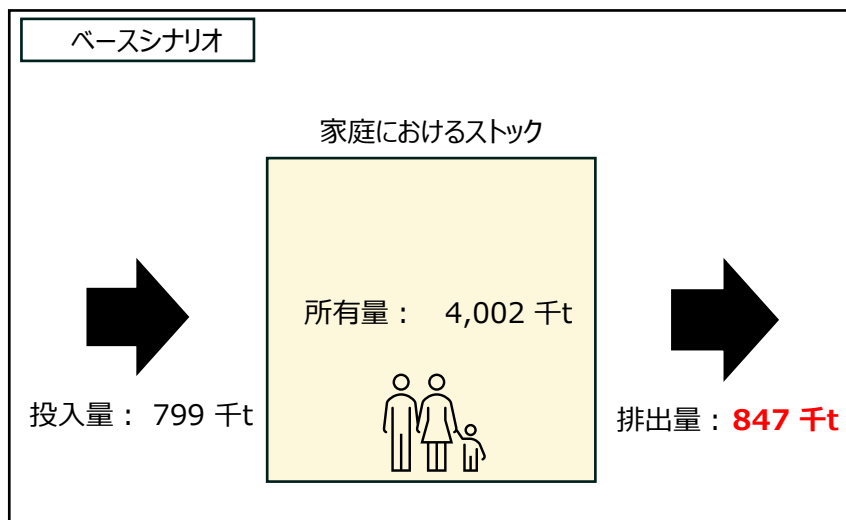 ベースシナリオ
家庭におけるストック
所有量： 4,002 千t
投入量： 799 千t
排出量：847 千t